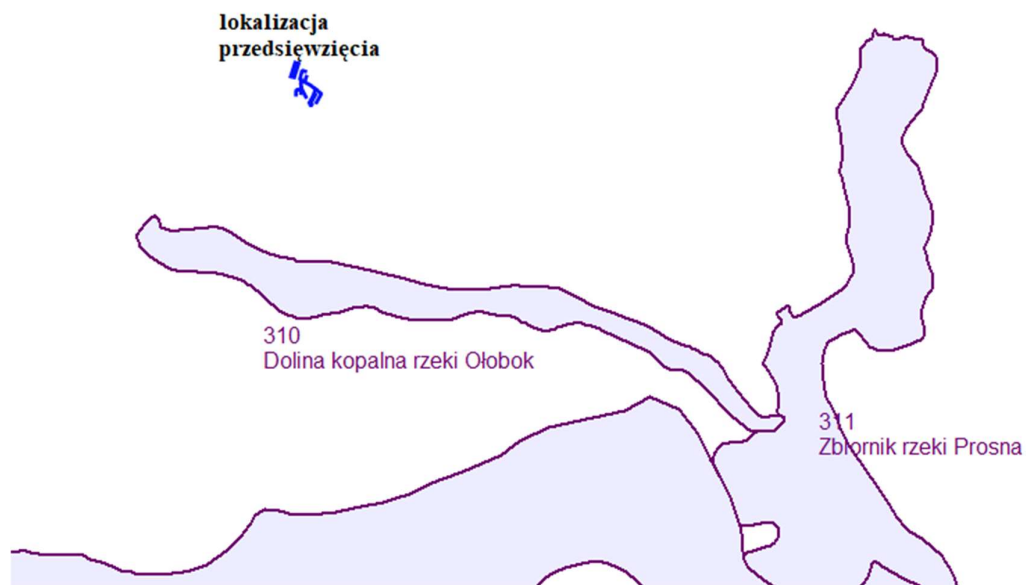 lokalizacja
przedsięwzięcia
310
Dolina kopalna rzeki Ołobok
311
Zbiornik rzeki Prosna